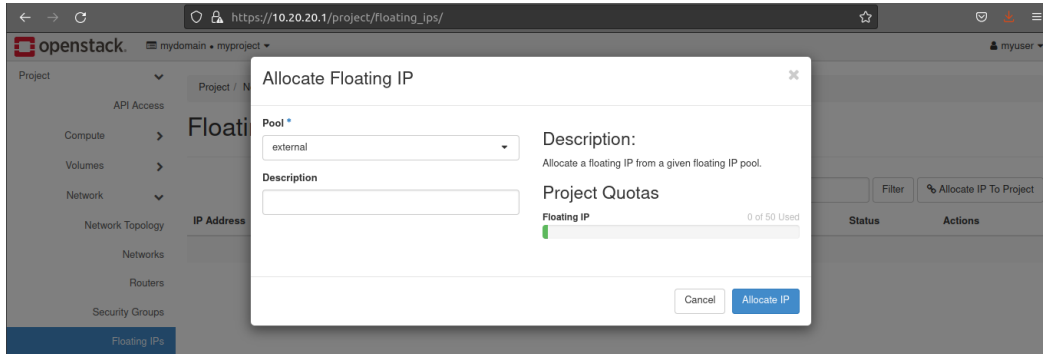 https://10.20.20.1/project/floating_ips/
openstack. mydomain • myproject
myuser
Project
API Access
Compute
Volumes
Network
Network Topology
Networks
Routers
Security Groups
Floating IPs
Project / N
Floati
Filter
Allocate IP To Project
IP Address
Status
Actions
Allocate Floating IP
×
Pool *
external
Description
Description:
Allocate a floating IP from a given floating IP pool.
Project Quotas
Floating IP
0 of 50 Used
Cancel
Allocate IP